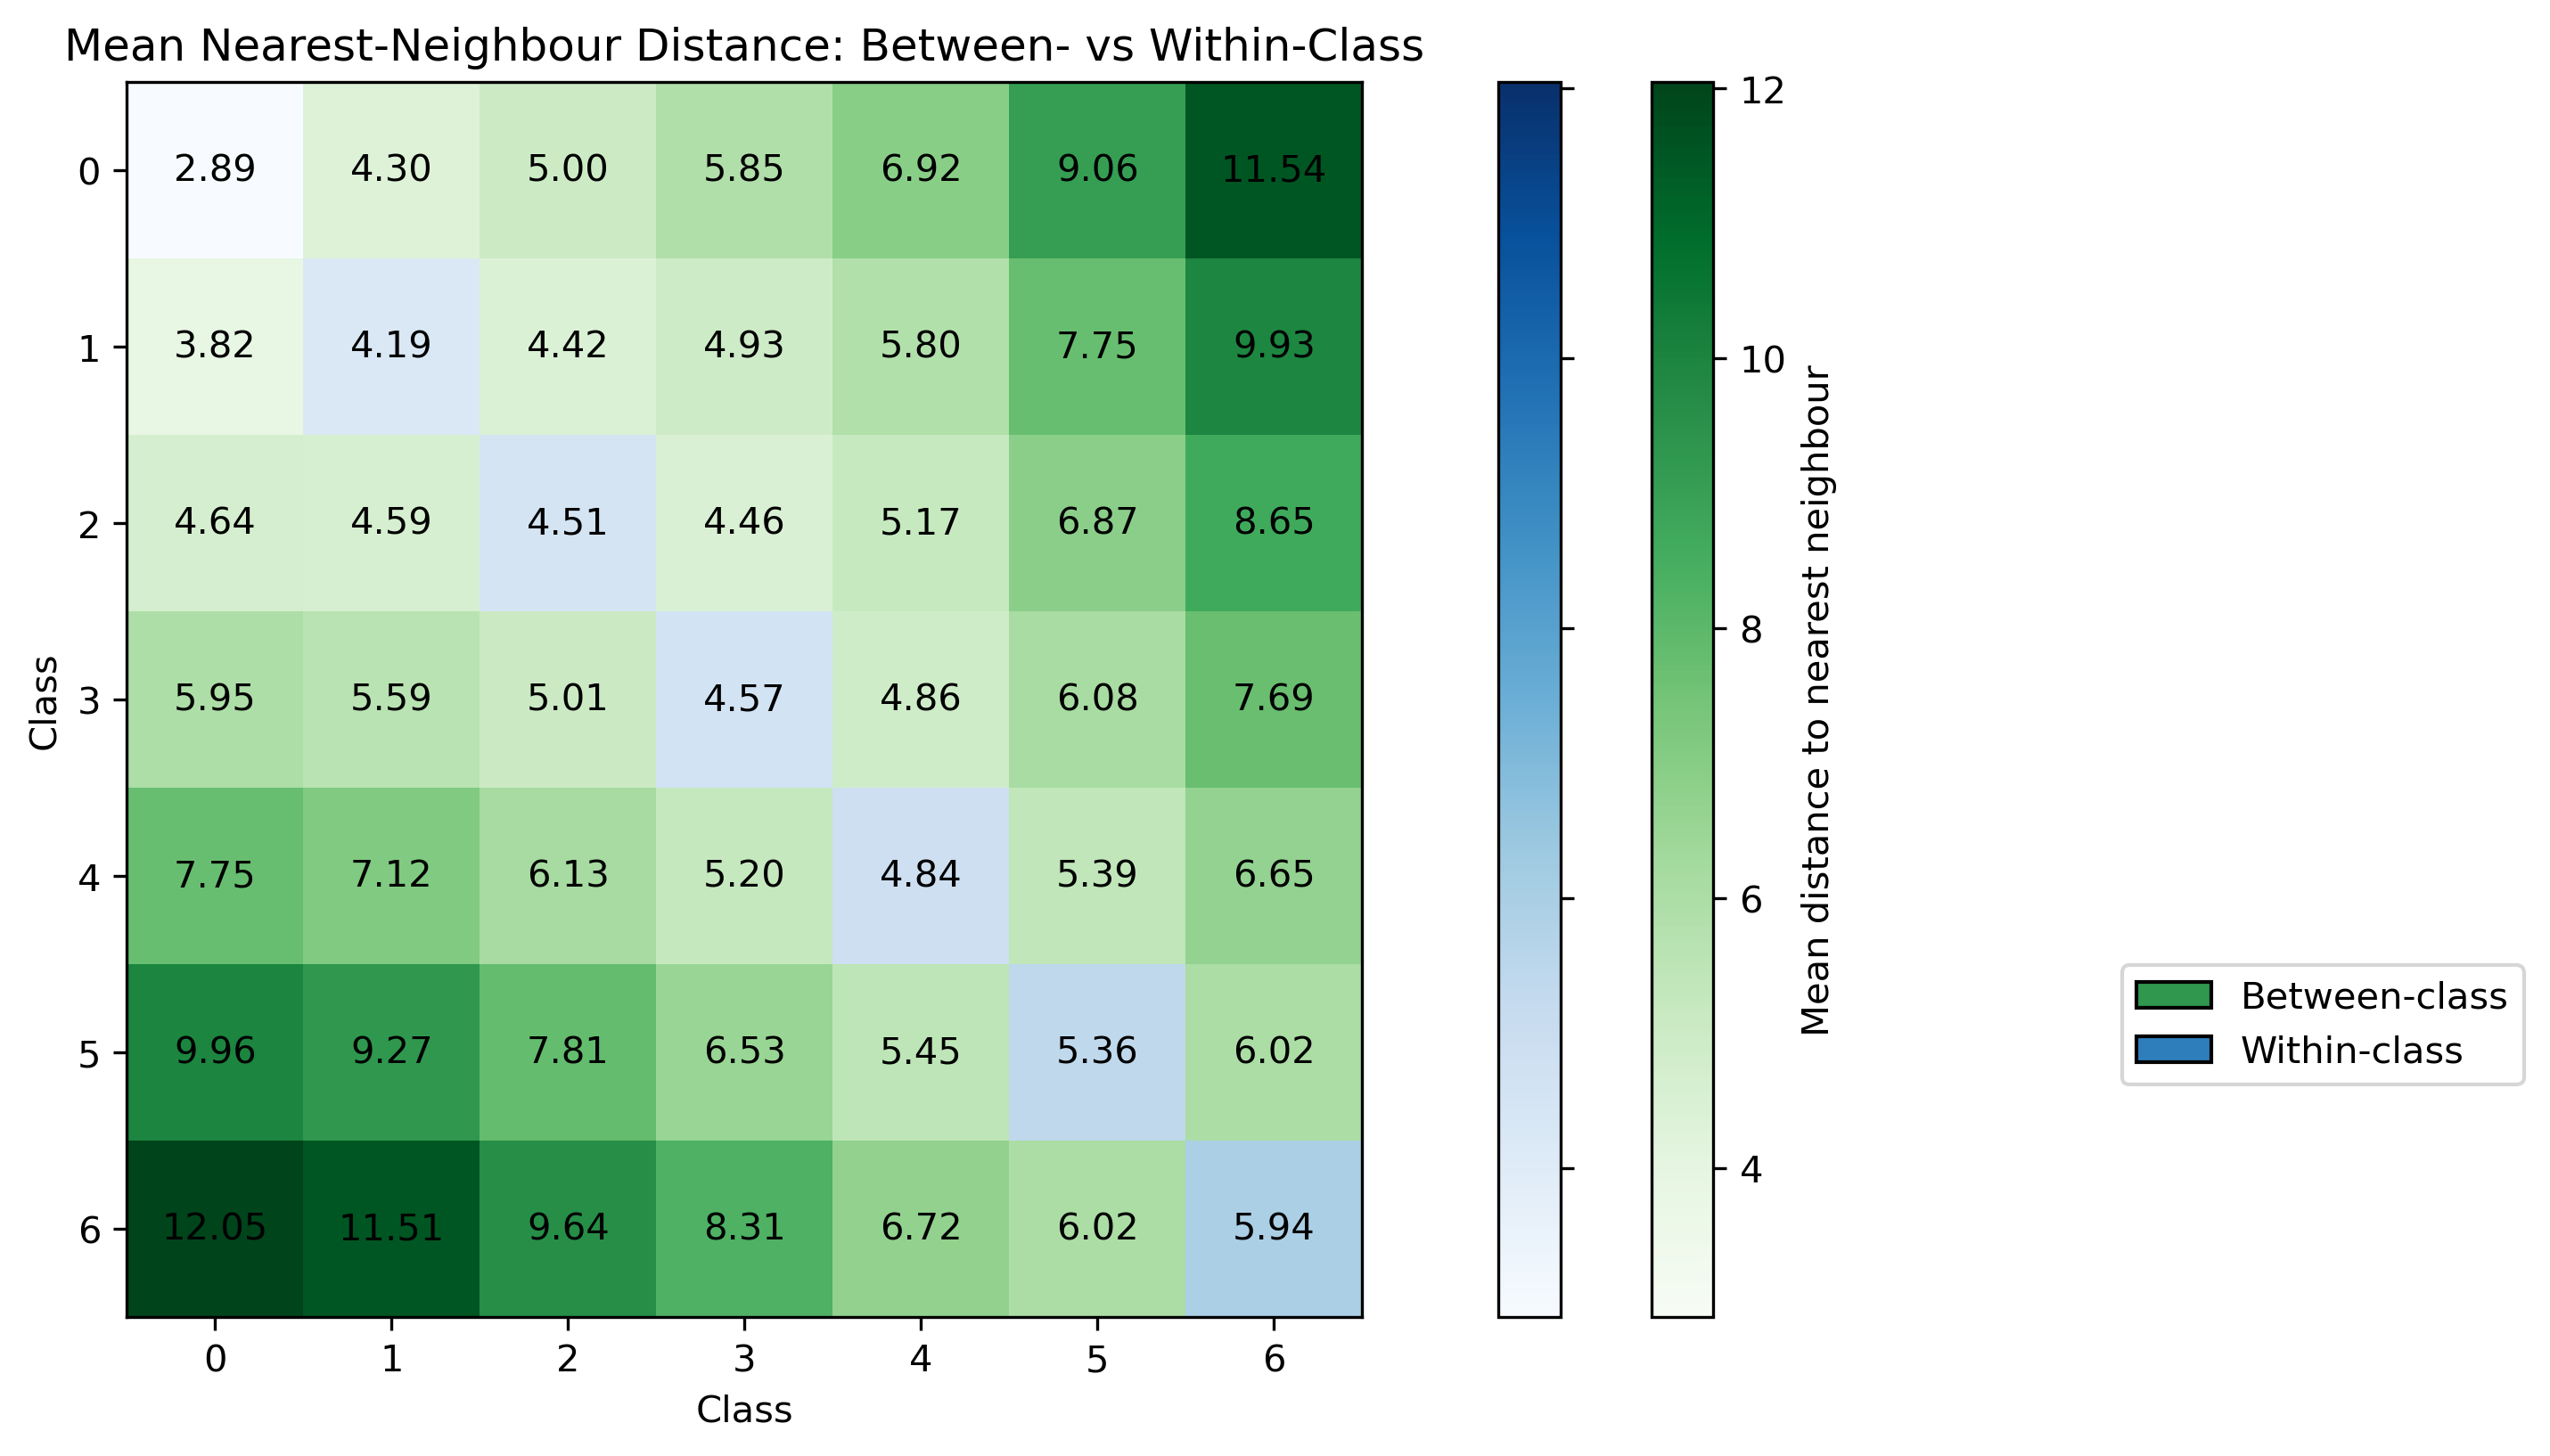 Mean Nearest-Neighbour Distance: Between- vs Within-Class
0 2.89 4.30 5.00 5.85 6.92 9.06 11.54
1 3.82 4.19 4.42 4.93 5.80 7.75 9.93
2 4.64 4.59 4.51 4.46 5.17 6.87 8.65
3 5.95 5.59 5.01 4.57 4.86 6.08 7.69
4 7.75 7.12 6.13 5.20 4.84 5.39 6.65
5 9.96 9.27 7.81 6.53 5.45 5.36 6.02
6 12.05 11.51 9.64 8.31 6.72 6.02 5.94
0 1 2 3 4 5 6
Class
Class
12
10
8
6
4
Mean distance to nearest neighbour
Between-class
Within-class